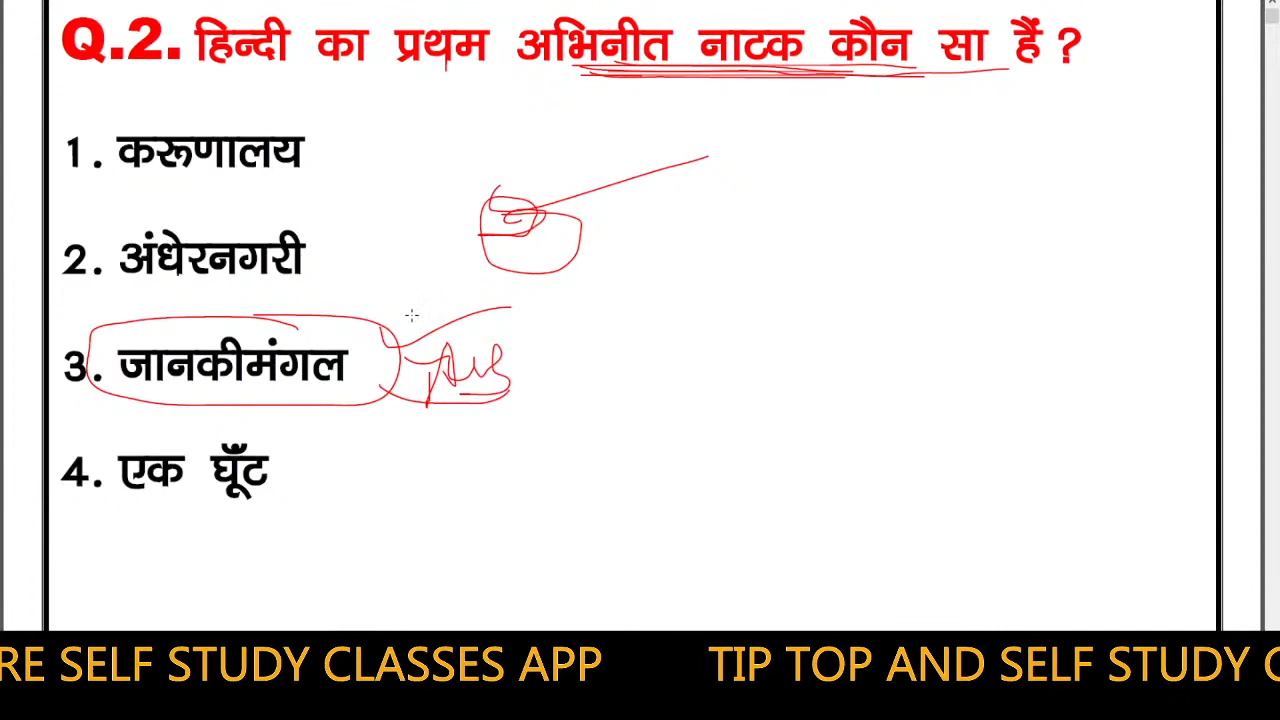 Q.2. हिन्दी का प्रथम अभिनीत नाटक कौन सा हैं ?
1. करूणालय
2. अंधेरनगरी
3. जानकीमंगल Ans
4. एक घूँट
RE SELF STUDY CLASSES APP TIP TOP AND SELF STUDY